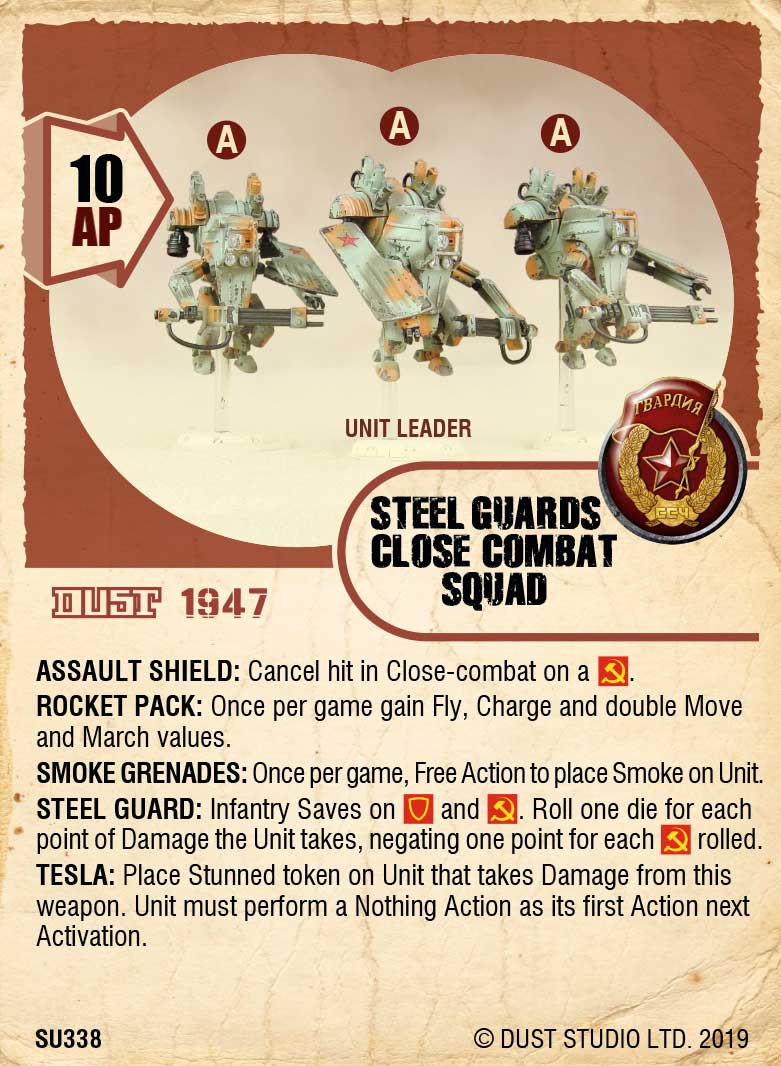 10
AP
A
A
A
UNIT LEADER
ГВАРДИЯ
ССЧ
STEEL GUARDS
CLOSE COMBAT
SQUAD
DUST 1947
ASSAULT SHIELD: Cancel hit in Close-combat on a ☭.
ROCKET PACK: Once per game gain Fly, Charge and double Move
and March values.
SMOKE GRENADES: Once per game, Free Action to place Smoke on Unit.
STEEL GUARD: Infantry Saves on and ☭. Roll one die for each
point of Damage the Unit takes, negating one point for each ☭ rolled.
TESLA: Place Stunned token on Unit that takes Damage from this
weapon. Unit must perform a Nothing Action as its first Action next
Activation.
SU338
© DUST STUDIO LTD. 2019